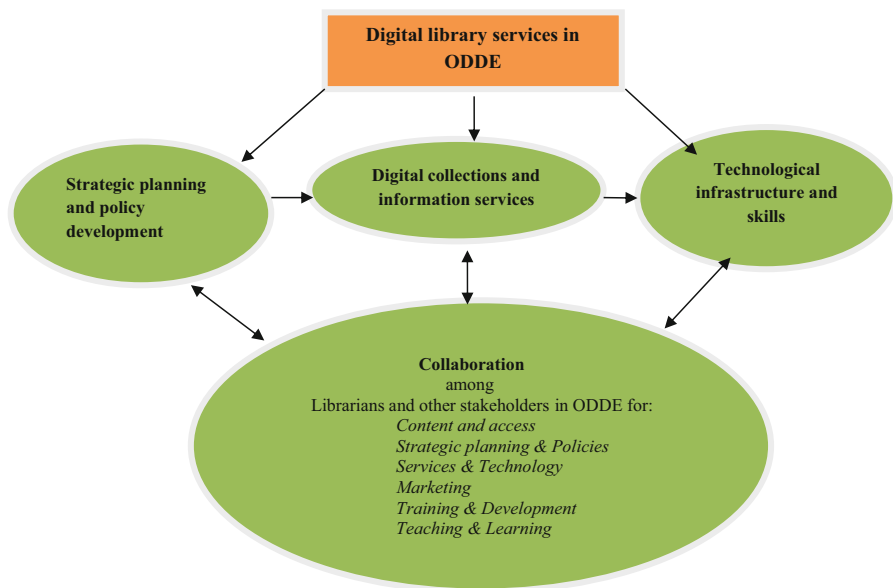 Digital library services in
ODDE
Strategic planning
and policy
development
Digital collections and
information services
Technological
infrastructure and
skills
Collaboration
among
Librarians and other stakeholders in ODDE for:
Content and access
Strategic planning & Policies
Services & Technology
Marketing
Training & Development
Teaching & Learning